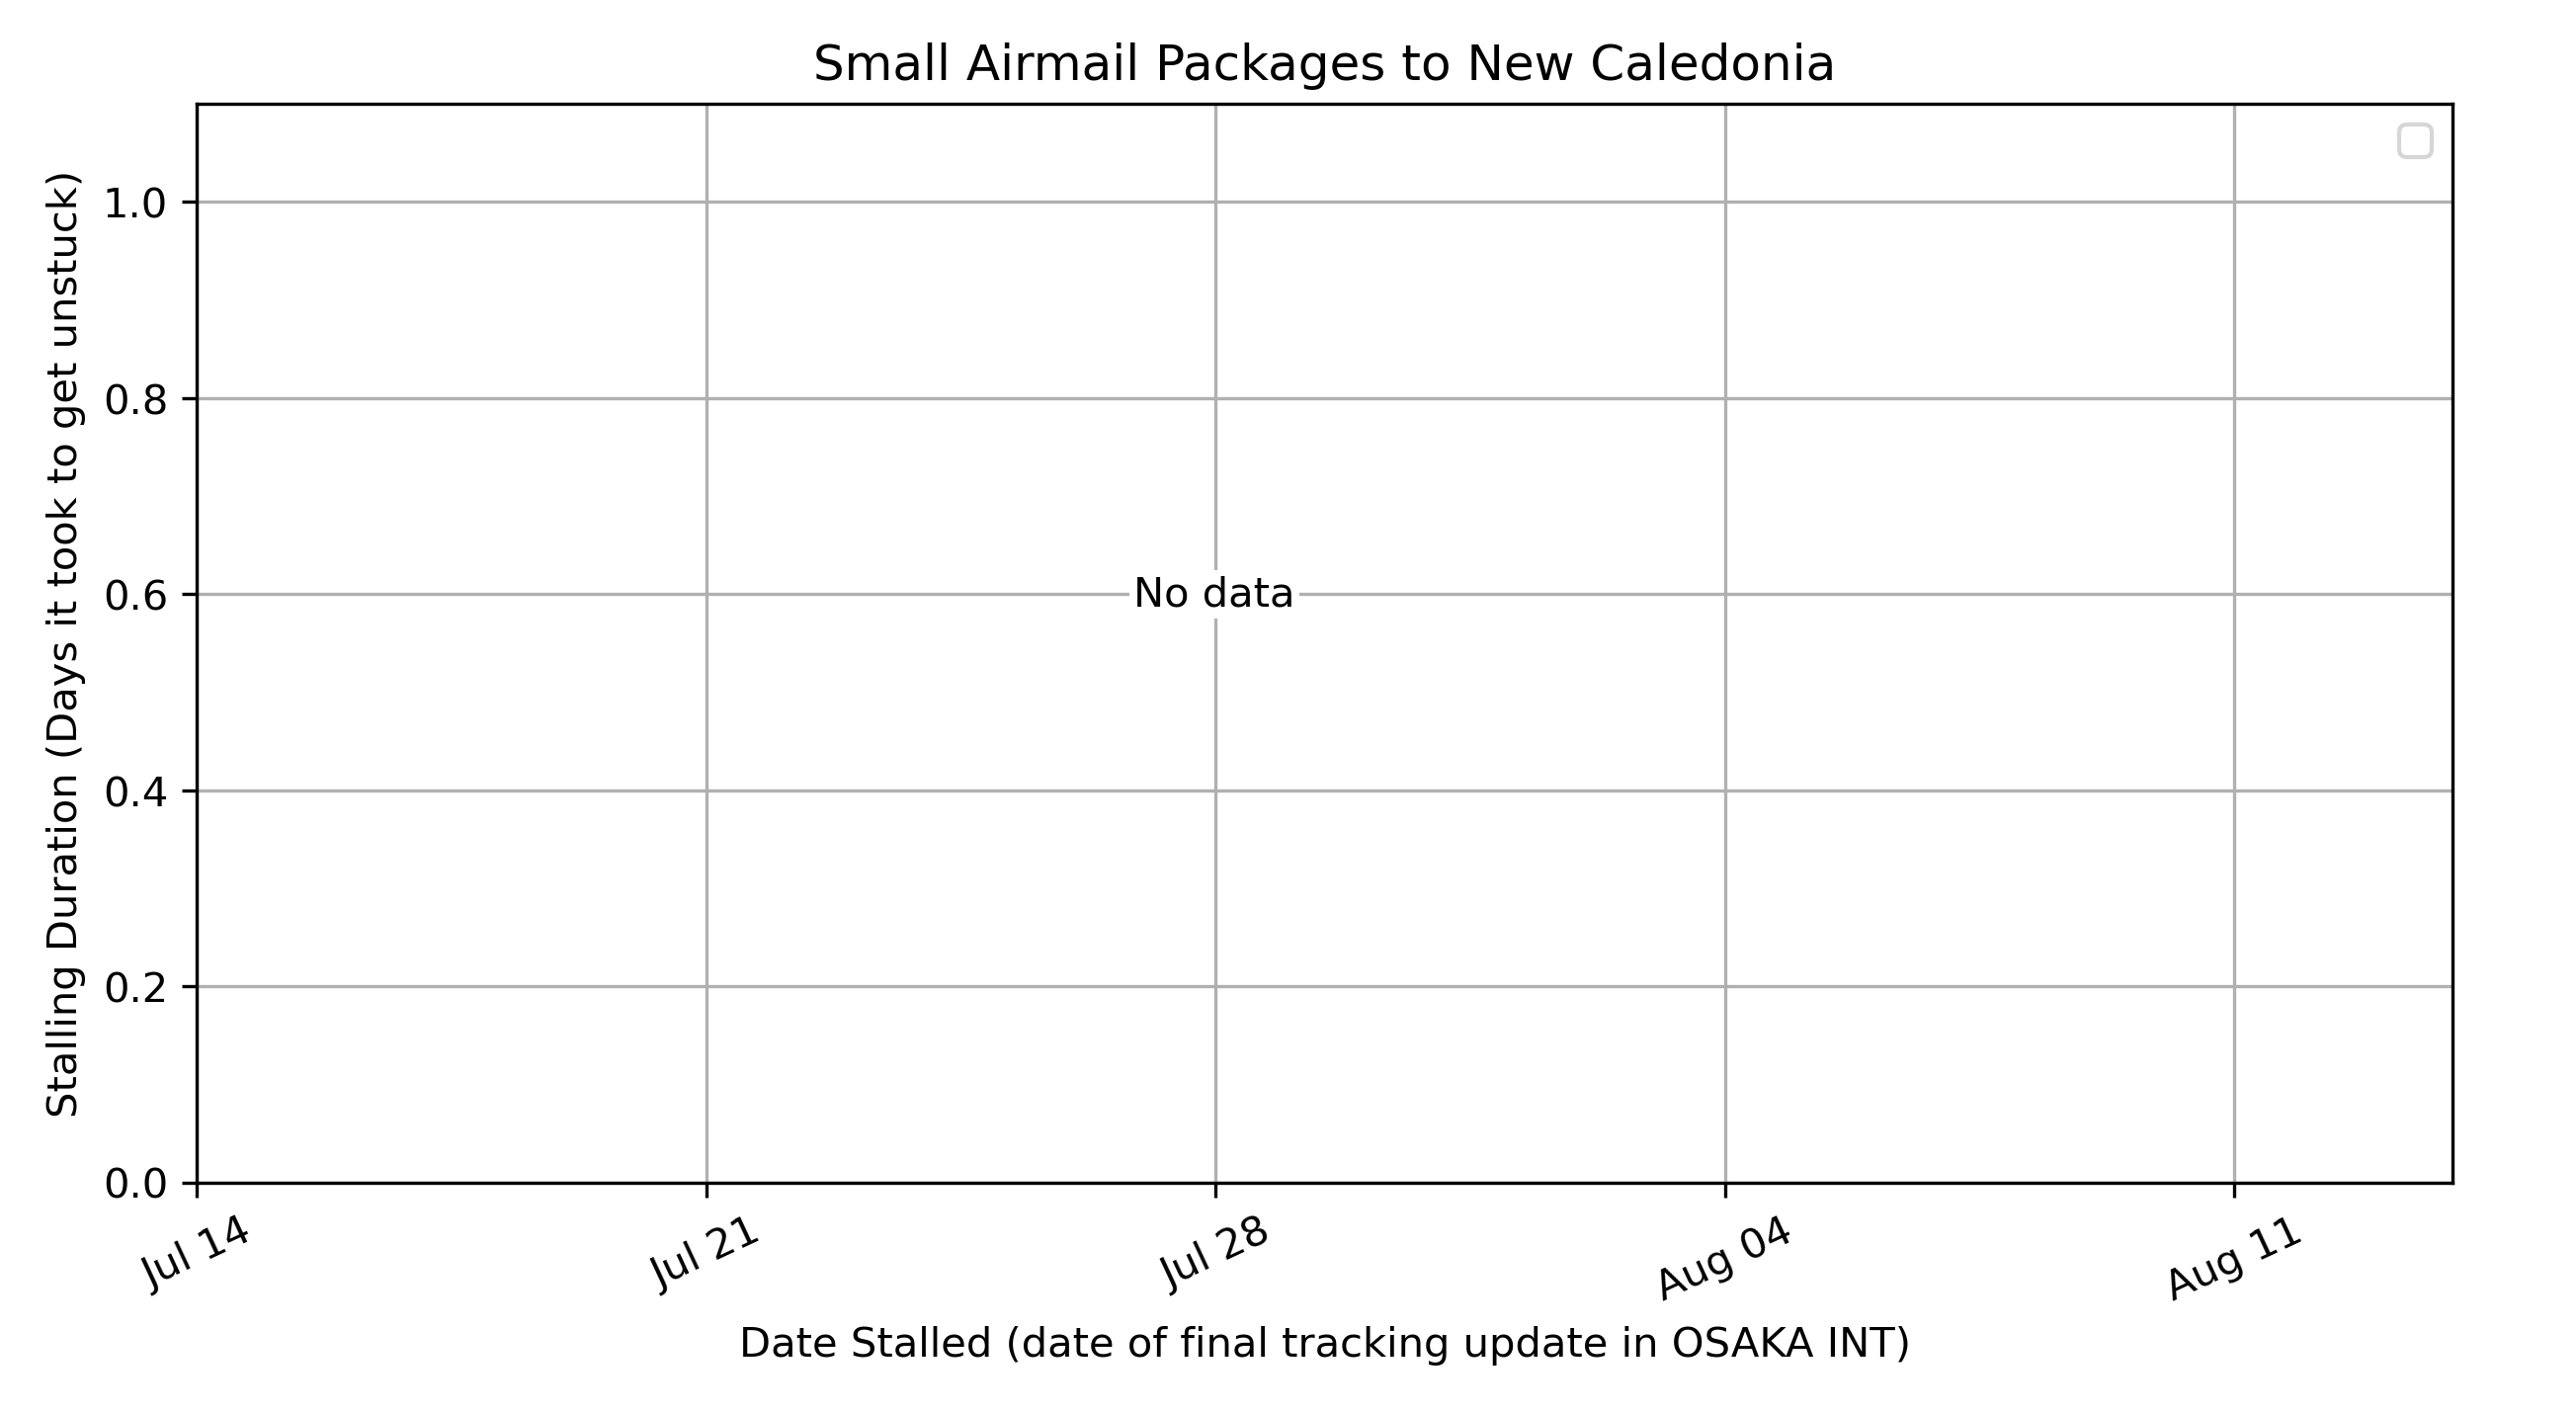 Small Airmail Packages to New Caledonia
Stalling Duration (Days it took to get unstuck)
1.0
0.8
0.6
0.4
0.2
0.0
No data
Jul 14
Jul 21
Jul 28
Aug 04
Aug 11
Date Stalled (date of final tracking update in OSAKA INT)